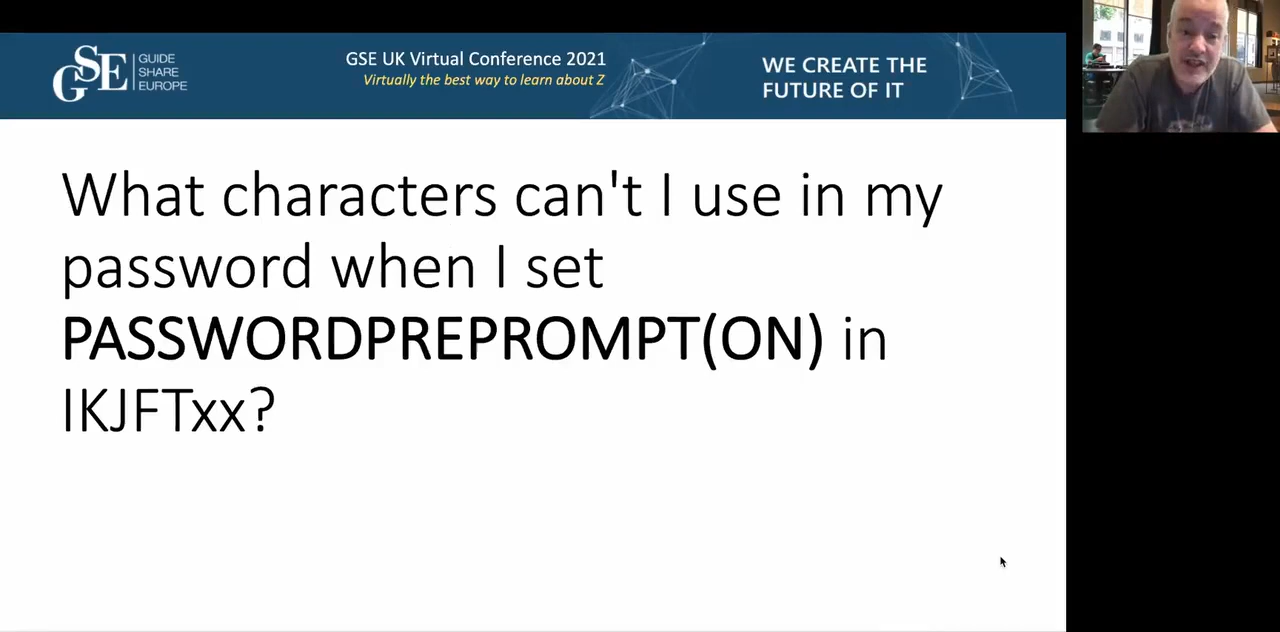 GSE
GUIDE
SHARE
EUROPE
GSE UK Virtual Conference 2021
Virtually the best way to learn about Z
WE CREATE THE
FUTURE OF IT
What characters can't I use in my
password when I set
PASSWORDPREPROMPT(ON) in
IKJFTxx?